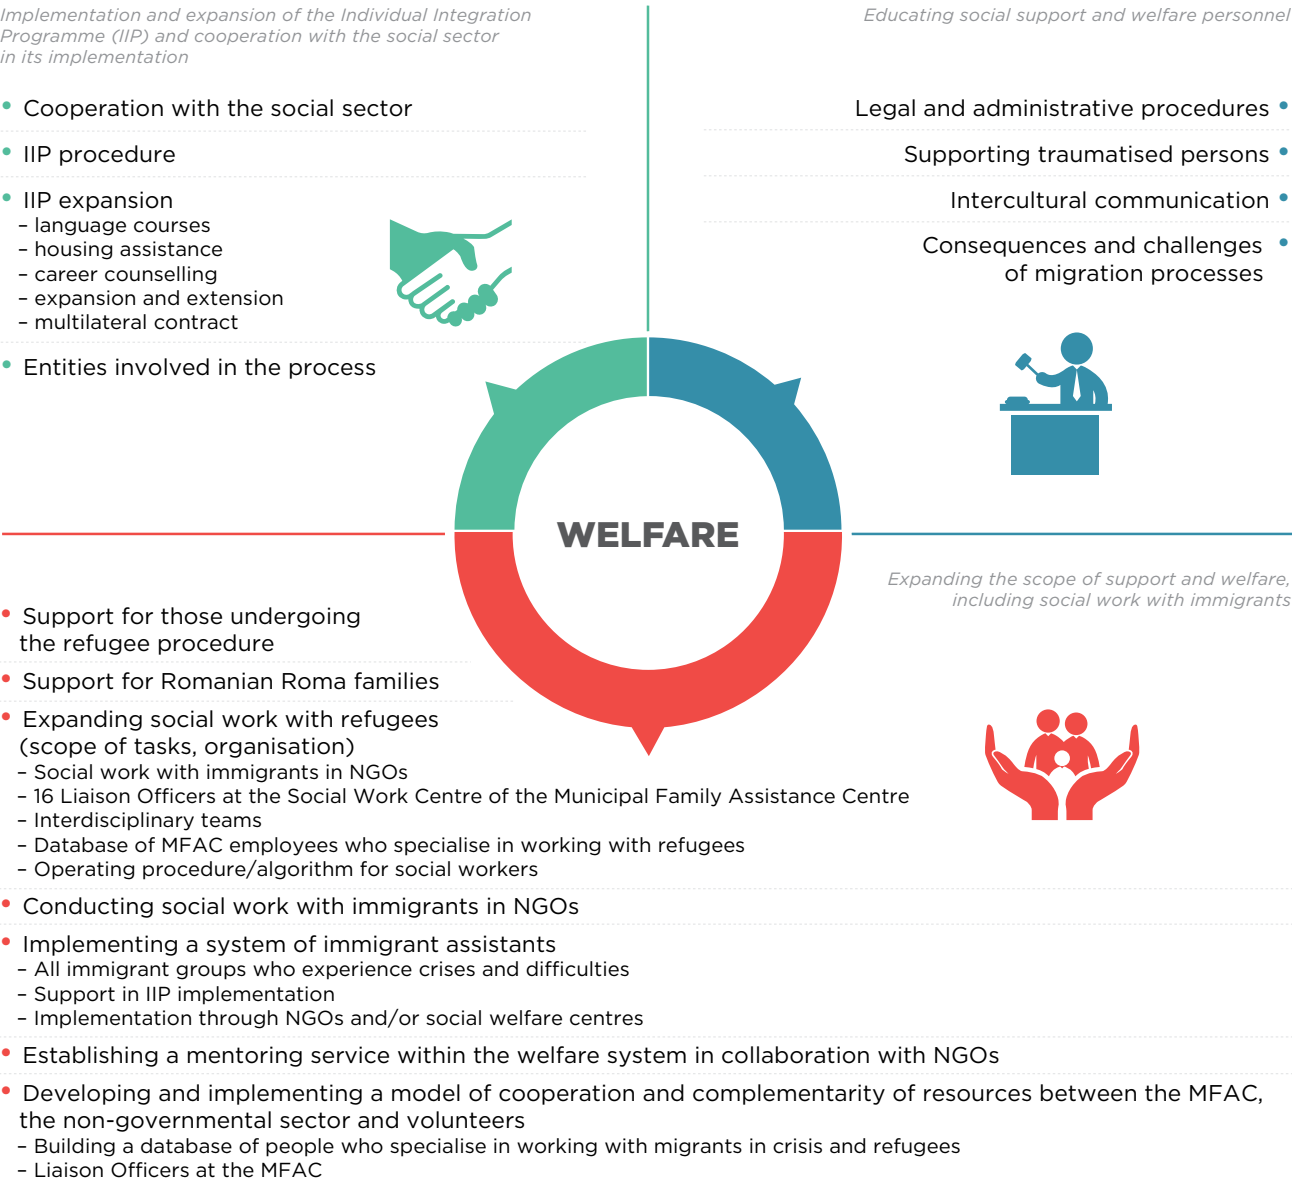 Implementation and expansion of the Individual Integration
Programme (IIP) and cooperation with the social sector
in its implementation
• Cooperation with the social sector
• IIP procedure
• IIP expansion
– language courses
– housing assistance
– career counselling
– expansion and extension
– multilateral contract
• Entities involved in the process
Educating social support and welfare personnel
Legal and administrative procedures •
Supporting traumatised persons •
Intercultural communication •
Consequences and challenges •
of migration processes
WELFARE
Expanding the scope of support and welfare,
including social work with immigrants
• Support for those undergoing
the refugee procedure
• Support for Romanian Roma families
• Expanding social work with refugees
(scope of tasks, organisation)
– Social work with immigrants in NGOs
– 16 Liaison Officers at the Social Work Centre of the Municipal Family Assistance Centre
– Interdisciplinary teams
– Database of MFAC employees who specialise in working with refugees
– Operating procedure/algorithm for social workers
• Conducting social work with immigrants in NGOs
• Implementing a system of immigrant assistants
– All immigrant groups who experience crises and difficulties
– Support in IIP implementation
– Implementation through NGOs and/or social welfare centres
• Establishing a mentoring service within the welfare system in collaboration with NGOs
• Developing and implementing a model of cooperation and complementarity of resources between the MFAC,
the non-governmental sector and volunteers
– Building a database of people who specialise in working with migrants in crisis and refugees
– Liaison Officers at the MFAC